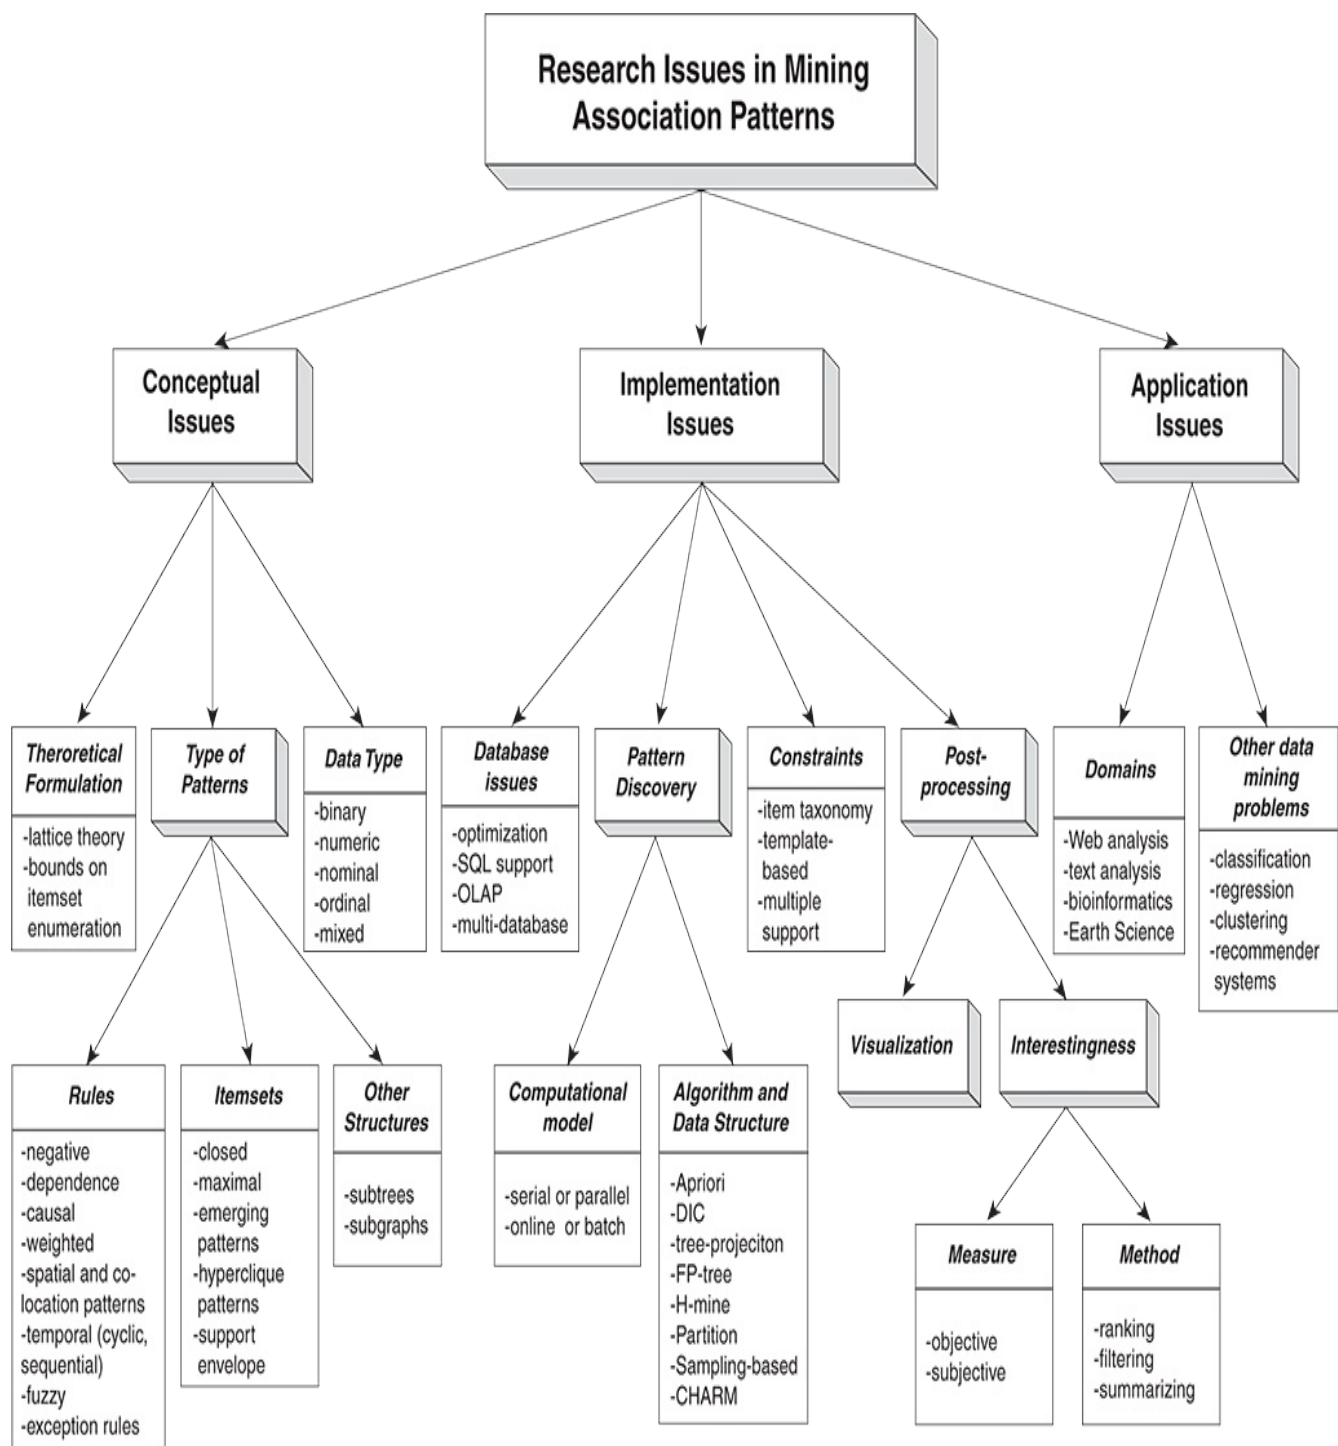 Research Issues in Mining
Association Patterns
Conceptual
Issues
Implementation
Issues
Application
Issues
Theroretical
Formulation
-lattice theory
-bounds on
itemset
enumeration
Type of
Patterns
Data Type
-binary
-numeric
-nominal
-ordinal
-mixed
Database
issues
-optimization
-SQL support
-OLAP
-multi-database
Pattern
Discovery
Constraints
-item taxonomy
-template-
based
-multiple
support
Post-
processing
Domains
-Web analysis
-text analysis
-bioinformatics
-Earth Science
Other data
mining
problems
-classification
-regression
-clustering
-recommender
systems
Rules
-negative
-dependence
-causal
-weighted
-spatial and co-
location patterns
-temporal (cyclic,
sequential)
-fuzzy
-exception rules
Itemsets
-closed
-maximal
-emerging
patterns
-hyperclique
patterns
-support
envelope
Other
Structures
-subtrees
-subgraphs
Computational
model
-serial or parallel
-online or batch
Algorithm and
Data Structure
-Apriori
-DIC
-tree-projeciton
-FP-tree
-H-mine
-Partition
-Sampling-based
-CHARM
Visualization
Interestingness
Measure
-objective
-subjective
Method
-ranking
-filtering
-summarizing